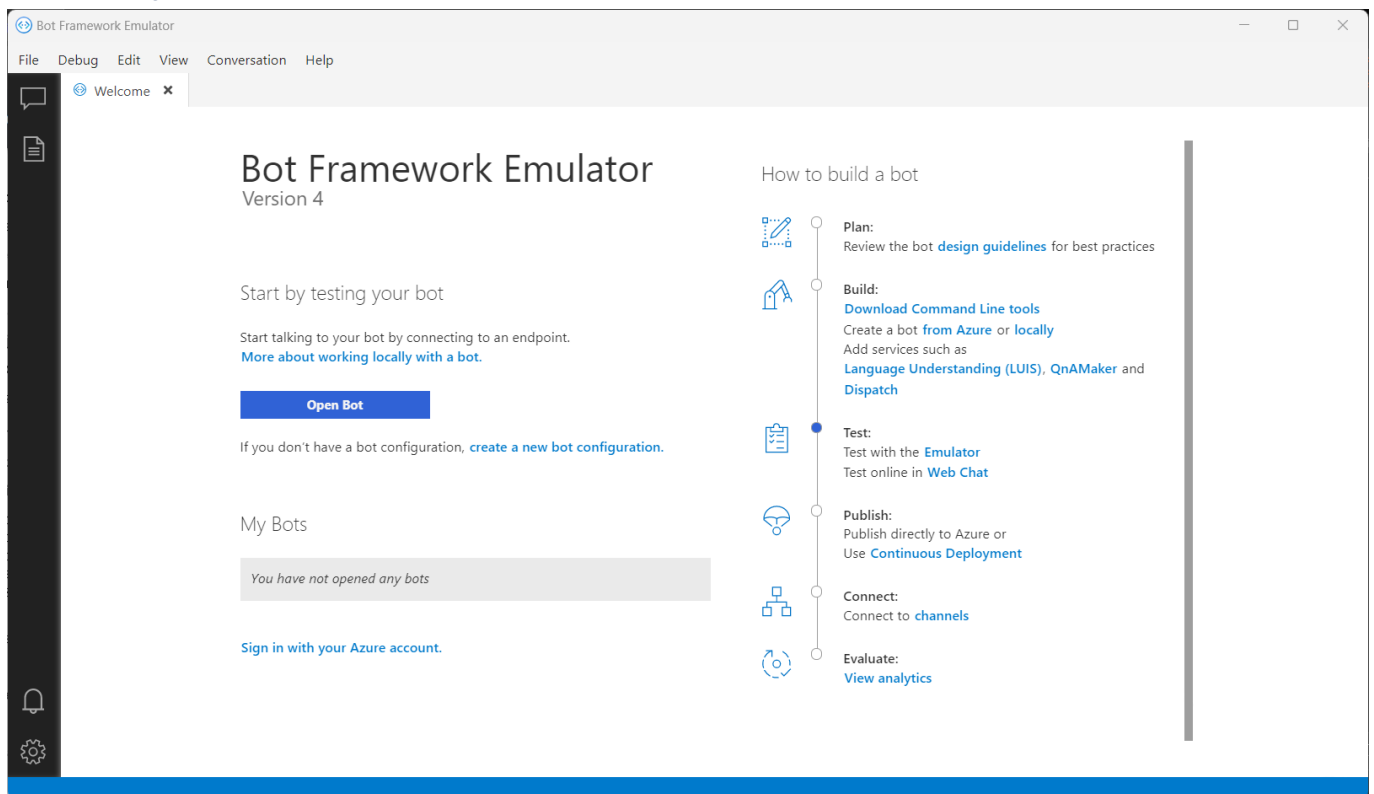 Bot Framework Emulator
File Debug Edit View Conversation Help
Welcome
Bot Framework Emulator
Version 4
Start by testing your bot
Start talking to your bot by connecting to an endpoint.
More about working locally with a bot.
Open Bot
If you don't have a bot configuration, create a new bot configuration.
My Bots
You have not opened any bots
Sign in with your Azure account.
How to build a bot
Plan:
Review the bot design guidelines for best practices
Build:
Download Command Line tools
Create a bot from Azure or locally
Add services such as
Language Understanding (LUIS), QnAMaker and
Dispatch
Test:
Test with the Emulator
Test online in Web Chat
Publish:
Publish directly to Azure or
Use Continuous Deployment
Connect:
Connect to channels
Evaluate:
View analytics